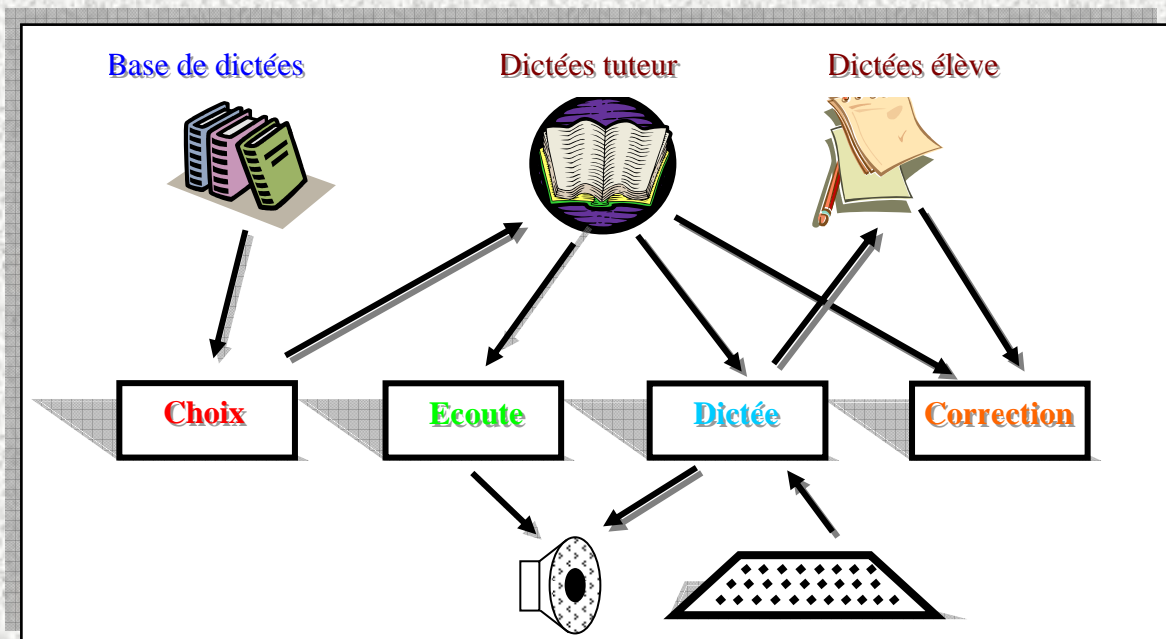 Base de dictées
Dictées tuteur
Dictées élève
Choix
Ecoute
Dictée
Correction